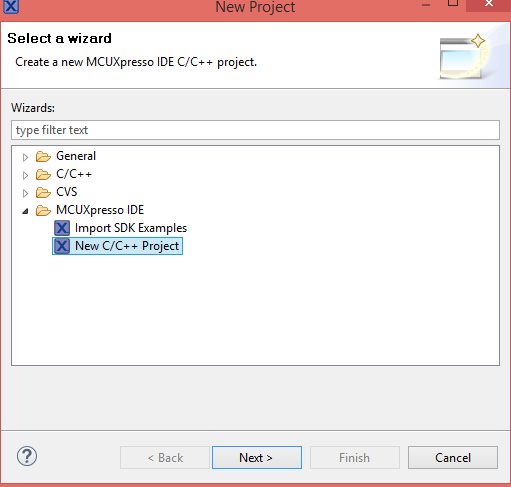 New Project
Select a wizard
Create a new MCUXpresso IDE C/C++ project.
Wizards:
type filter text
General
C/C++
CVS
MCUXpresso IDE
Import SDK Examples
New C/C++ Project
< Back
Next >
Finish
Cancel